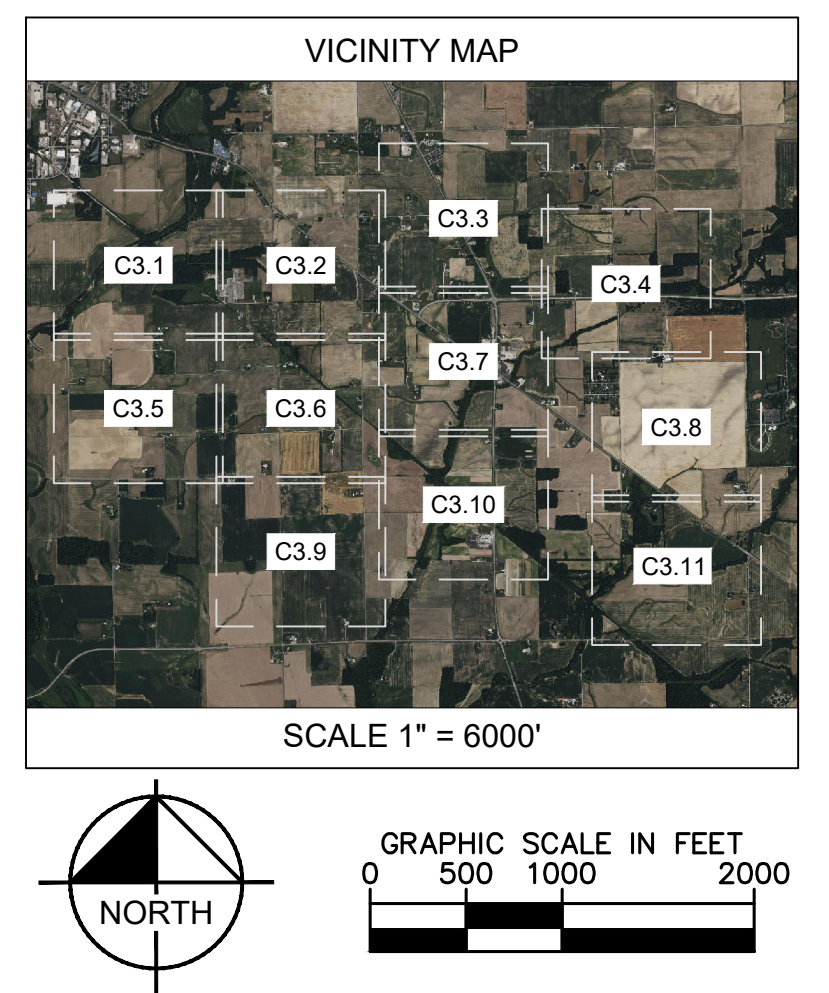 VICINITY MAP
C3.3
C3.1
C3.2
C3.4
C3.7
C3.5
C3.6
C3.8
C3.10
C3.9
C3.11
SCALE 1" = 6000'
NORTH
GRAPHIC SCALE IN FEET
0 500 1000 2000